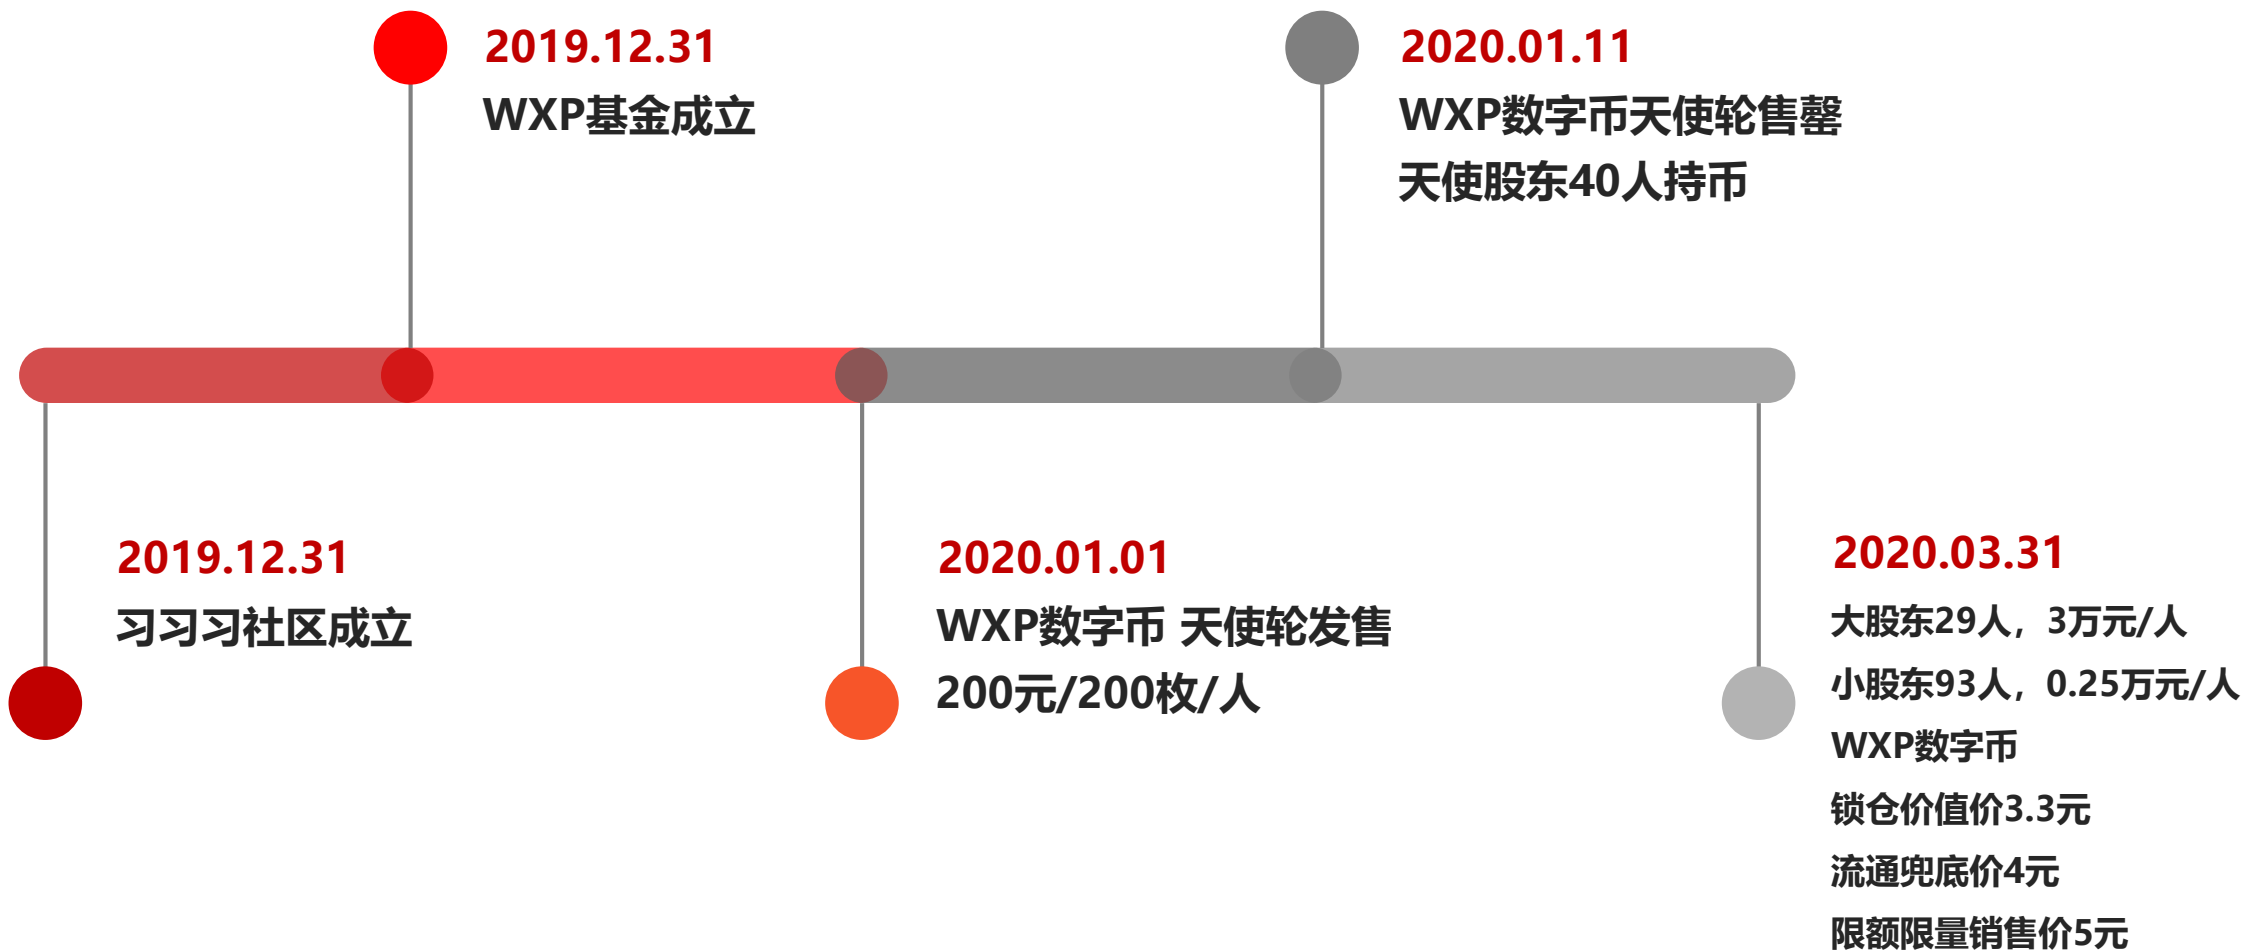 2019.12.31
WXP基金成立
2020.01.11
WXP数字币天使轮售罄
天使股东40人持币
2019.12.31
习习习社区成立
2020.01.01
WXP数字币 天使轮发售
200元/200枚/人
2020.03.31
大股东29人，3万元/人
小股东93人，0.25万元/人
WXP数字币
锁仓价值价3.3元
流通兜底价4元
限额限量销售价5元